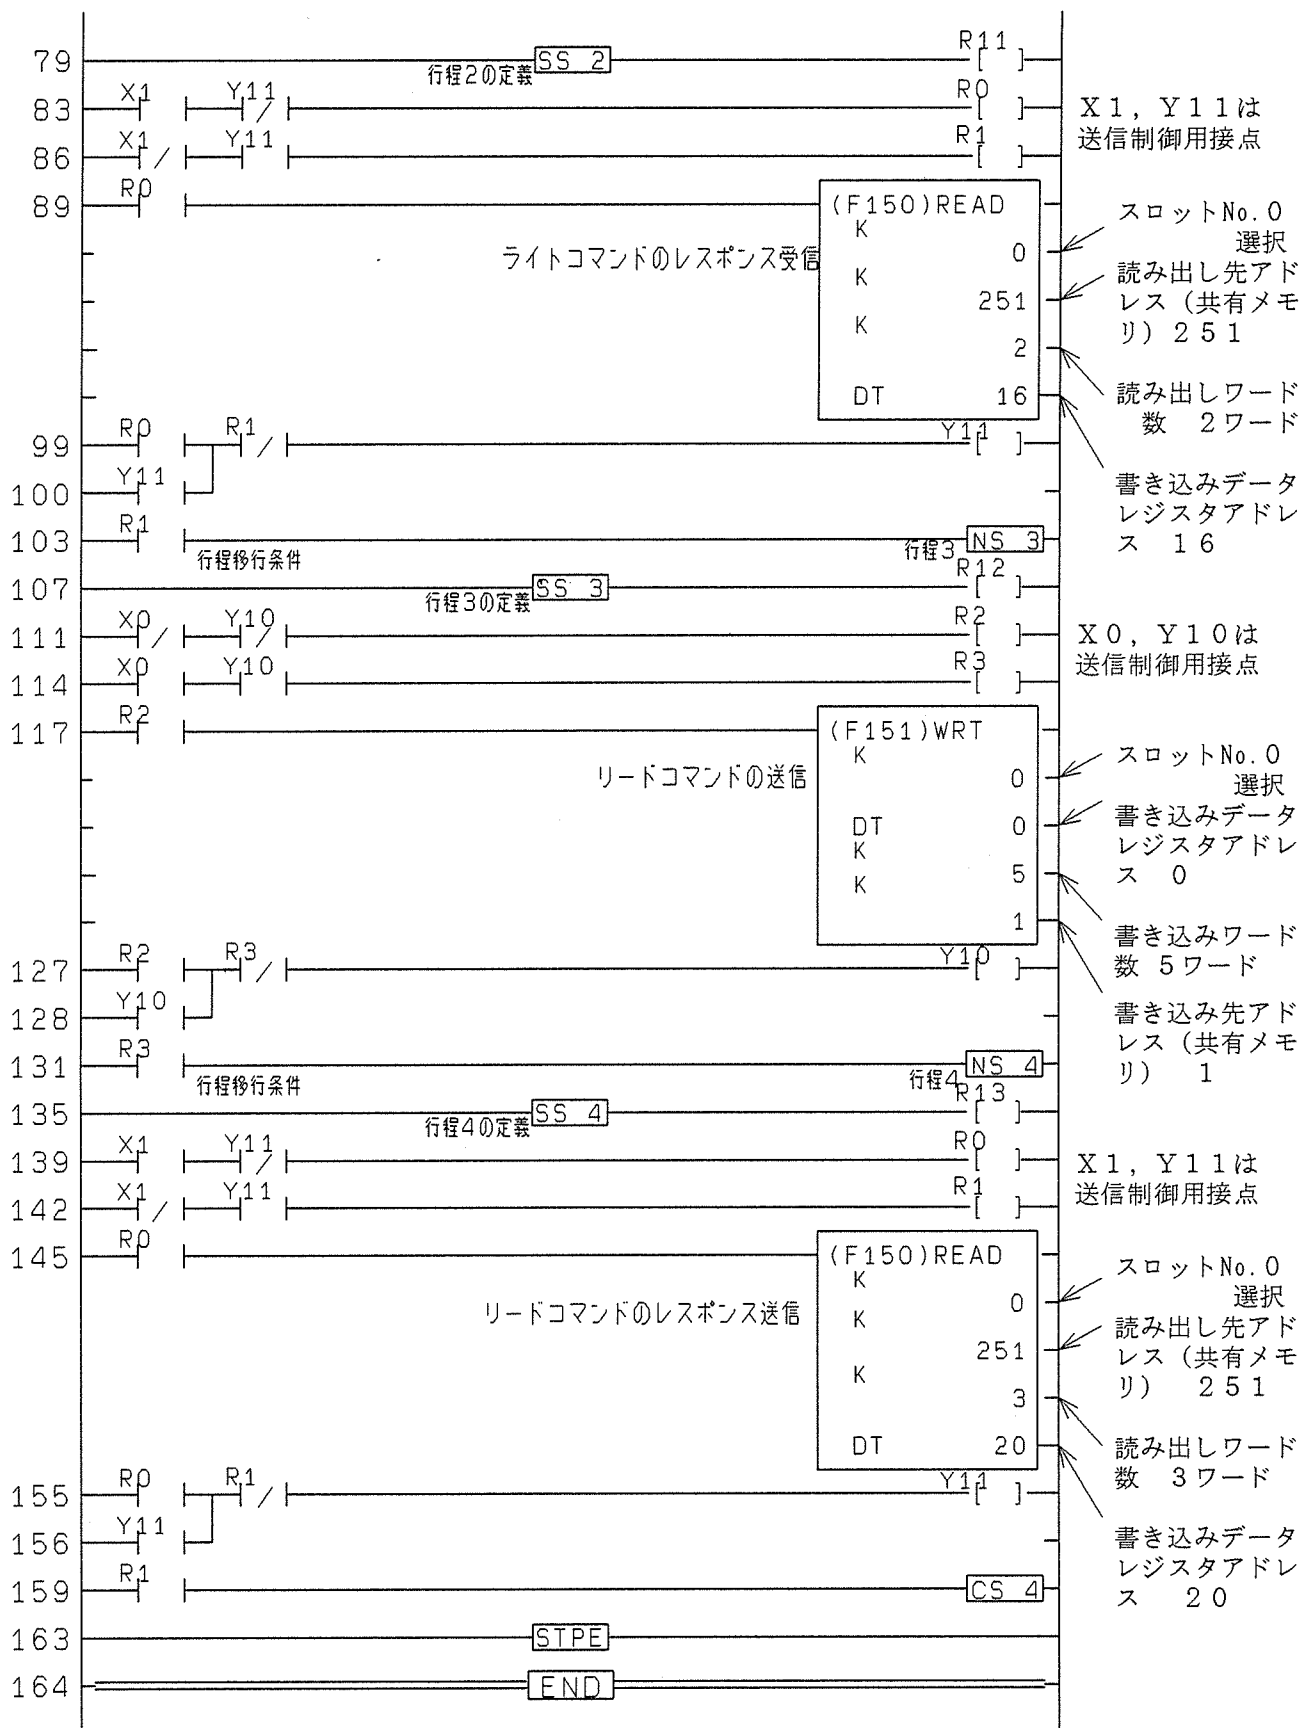 R11
79 SS 2 [ ]
行程2の定義
X1 Y11 R0
83 [ ] X1, Y11は
X1 Y11 R1 送信制御用接点
86 [ ]
R0
89 (F150)READ スロットNo.0
K 選択
ライトコマンドのレスポンス受信 0
K 読み出し先アド
251 レス (共有メモ
K リ) 251
2
DT 16 読み出しワード
数 2ワード
R0 R1 Y11
99 [ ]
Y11 書き込みデータ
100 レジスタアドレ
R1 ス 16
103 行程3 NS 3
行程移行条件
R12
107 SS 3 [ ]
行程3の定義
X0 Y10 R2
111 [ ] X0, Y10は
X0 Y10 R3 送信制御用接点
114 [ ]
R2
117 (F151)WRT
K スロットNo.0
リードコマンドの送信 0 選択
DT 0 書き込みデータ
K レジスタアドレ
K 5 ス 0
1
書き込みワード
数 5ワード
R2 R3 Y10
127 [ ]
Y10 書き込み先アド
128 レス (共有メモ
R3 リ) 1
131 行程4 NS 4
行程移行条件
R13
135 SS 4 [ ]
行程4の定義
X1 Y11 R0
139 [ ] X1, Y11は
X1 Y11 R1 送信制御用接点
142 [ ]
R0
145 (F150)READ スロットNo.0
K 選択
リードコマンドのレスポンス送信 0
K 読み出し先アド
251 レス (共有メモ
K リ) 251
3
DT 20 読み出しワード
数 3ワード
R0 R1 Y11
155 [ ]
Y11 書き込みデータ
156 レジスタアドレ
R1 ス 20
159 CS 4
163 STPE
164 END